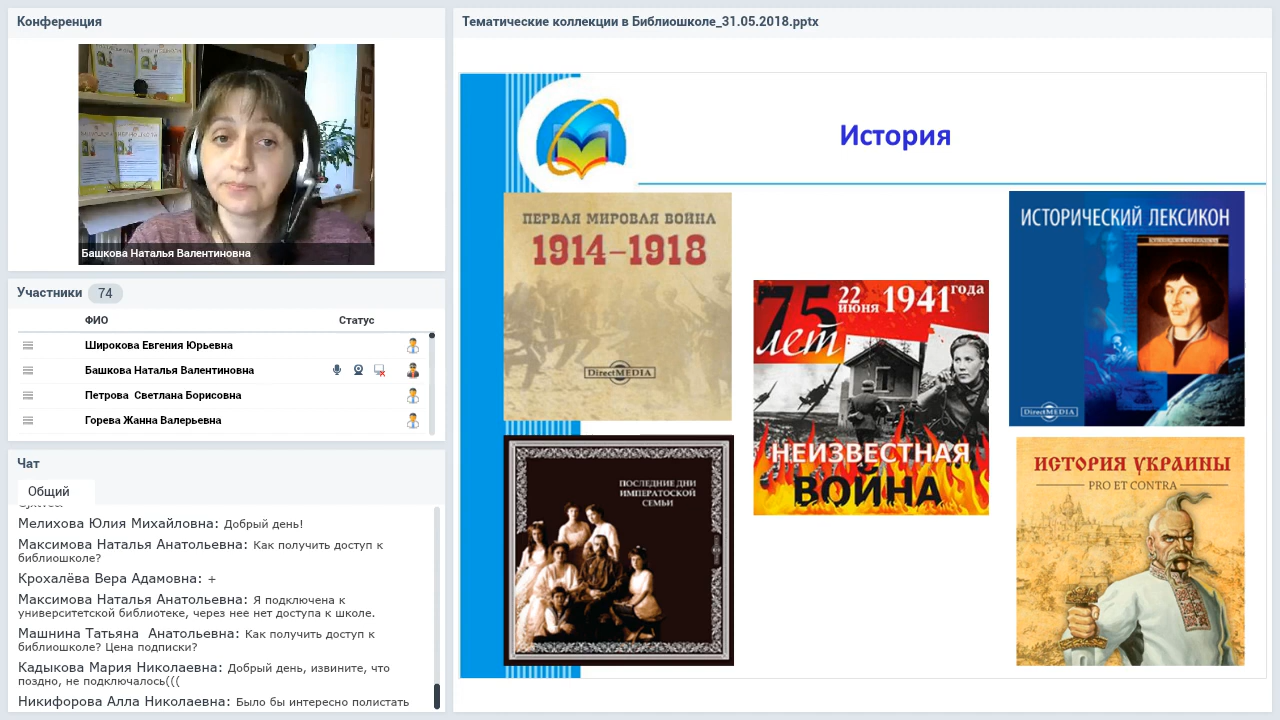 Конференция
Башкова Наталья Валентиновна
Участники 74
ФИО Статус
Широкова Евгения Юрьевна
Башкова Наталья Валентиновна
Петрова Светлана Борисовна
Горева Жанна Валерьевна
Чат
Общий
Мелихова Юлия Михайловна: Добрый день!
Максимова Наталья Анатольевна: Как получить доступ к
библиошколе?
Крохалёва Вера Адамовна: +
Максимова Наталья Анатольевна: Я подключена к
университетской библиотеке, через нее нет доступа к школе.
Машнина Татьяна Анатольевна: Как получить доступ к
библиошколе? Цена подписки?
Кадыкова Мария Николаевна: Добрый день, извините, что
поздно, не подключалось(((
Никифорова Алла Николаевна: Было бы интересно полистать
Тематические коллекции в Библиошколе_31.05.2018.pptx
История
ПЕРВАЯ МИРОВАЯ ВОЙНА
1914–1918
DirectMEDIA
ПОСЛЕДНИЕ ДНИ
ИМПЕРАТОРСКОЙ
СЕМЬИ
75 лет
22 июня 1941 года
НЕИЗВЕСТНАЯ
ВОЙНА
ИСТОРИЧЕСКИЙ ЛЕКСИКОН
DirectMEDIA
ИСТОРИЯ УКРАИНЫ
PRO ET CONTRA